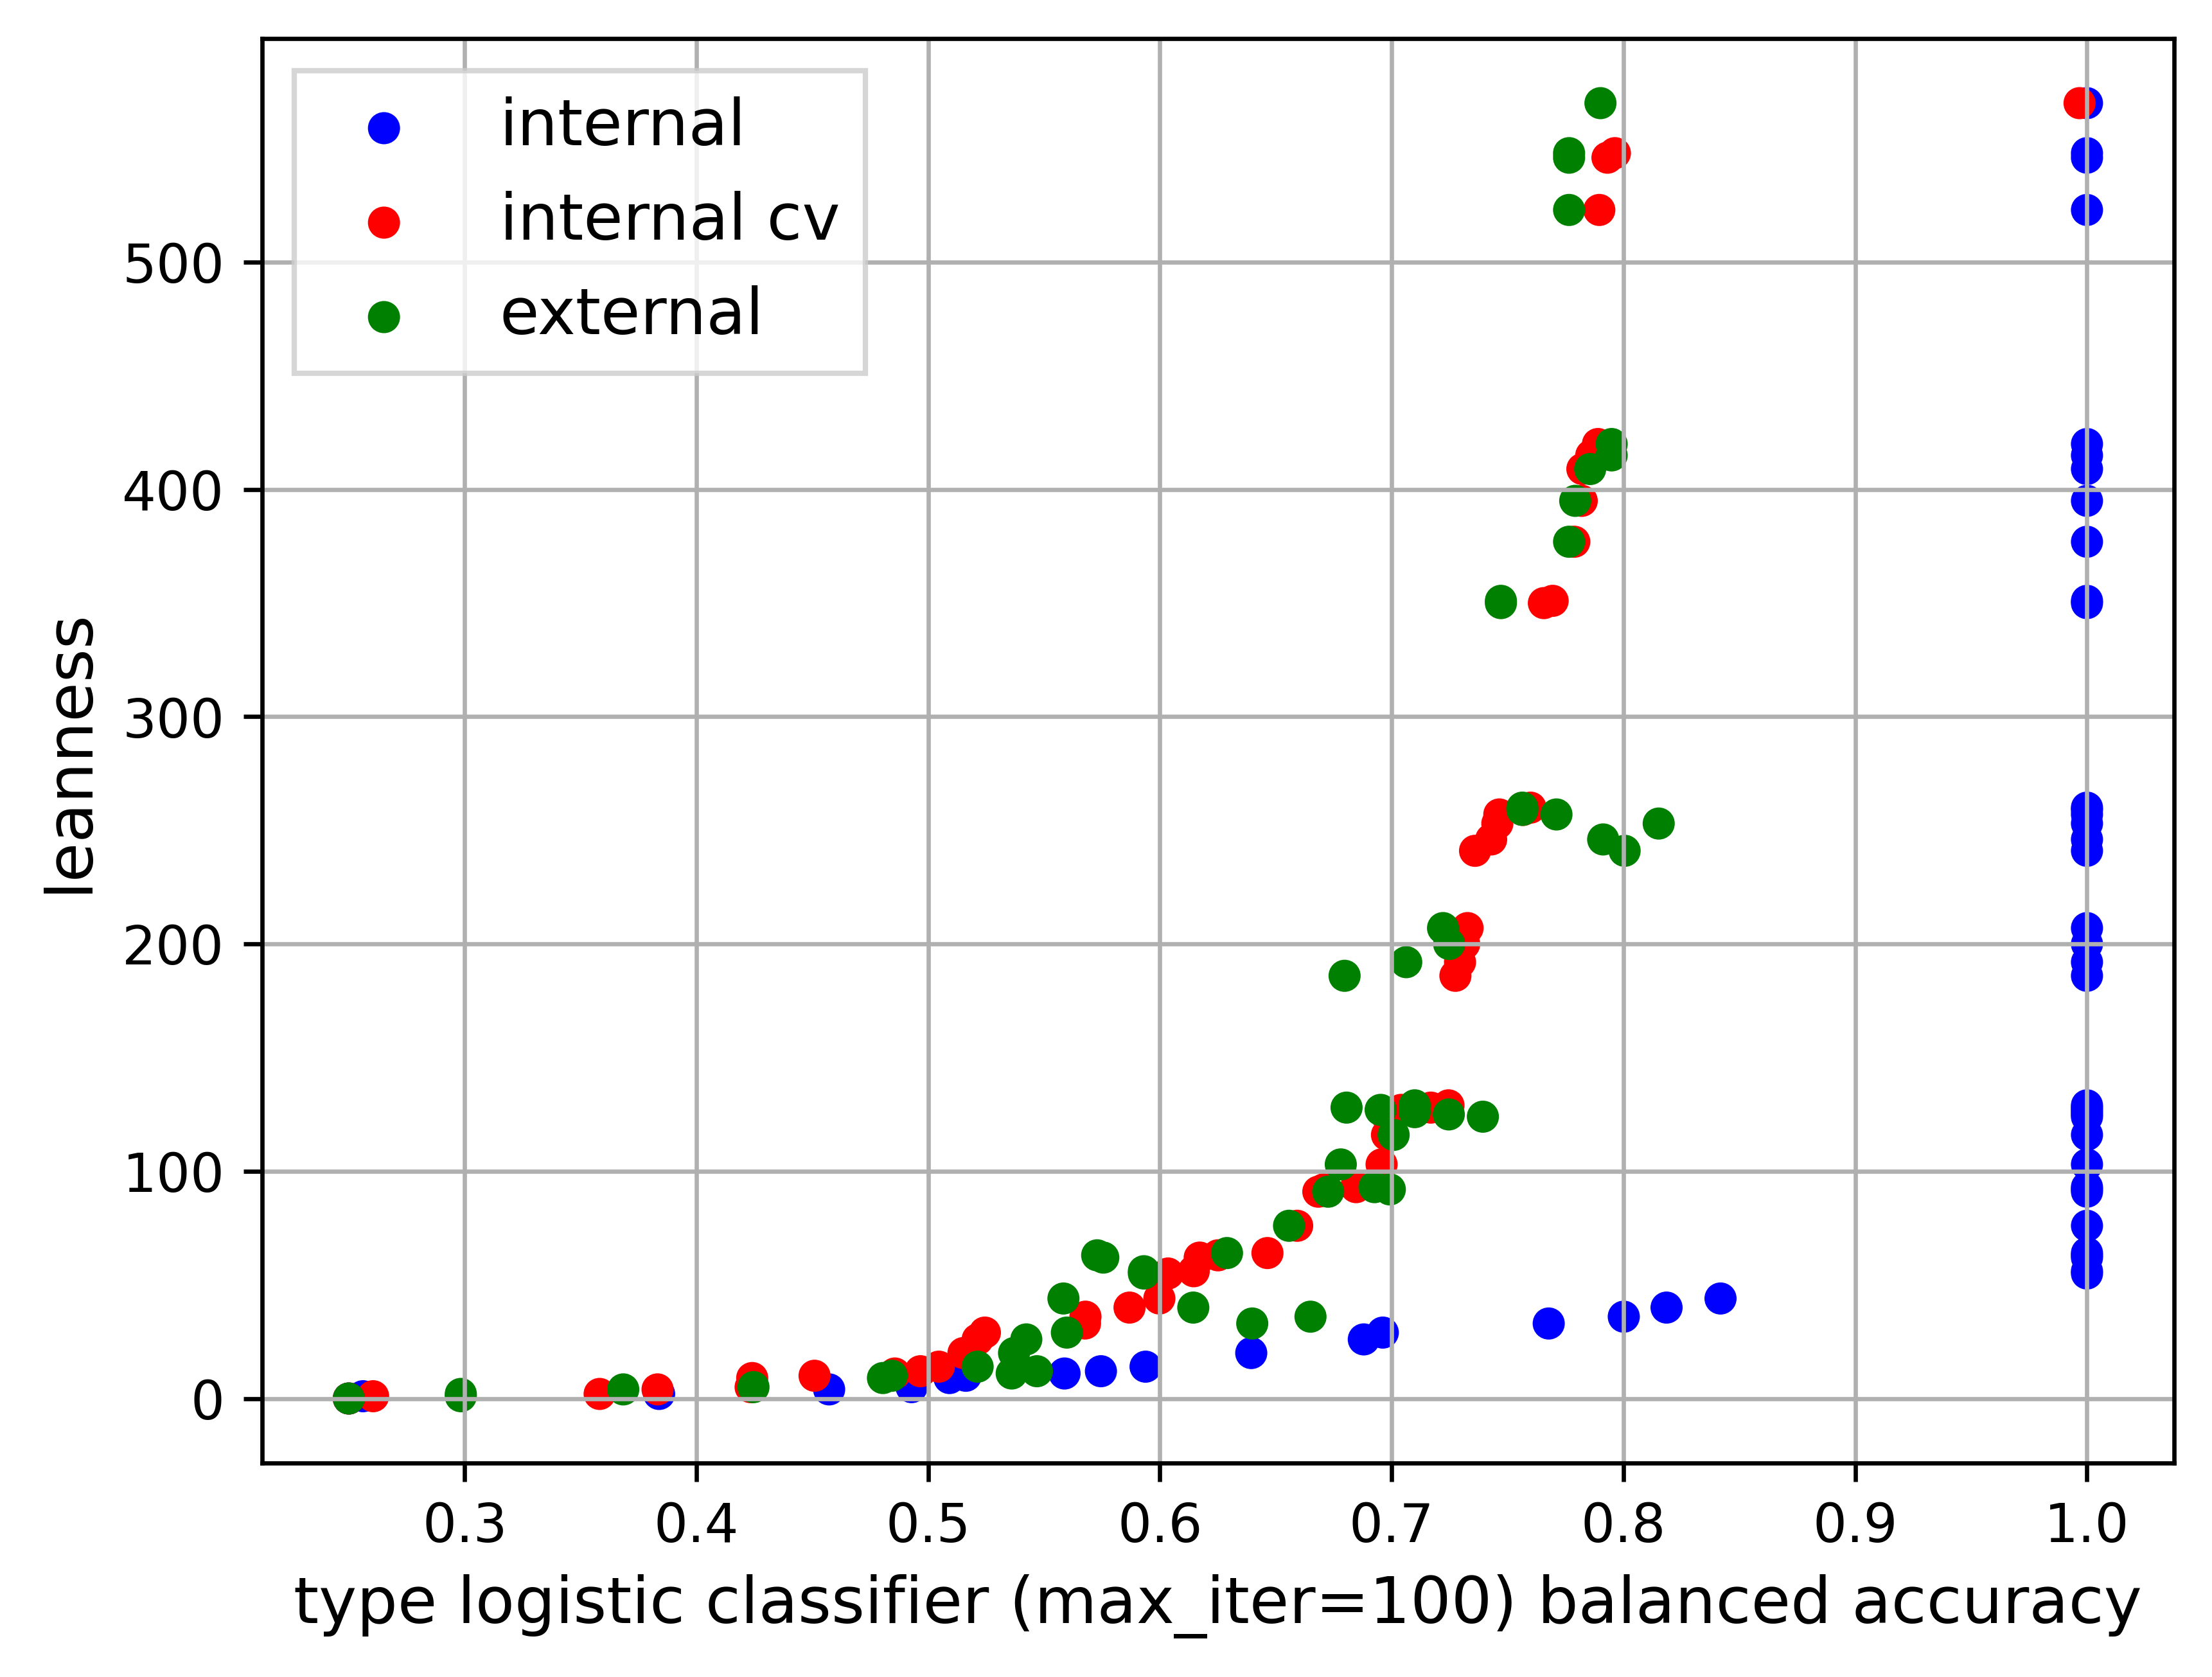 internal
internal cv
external
500
400
300
200
100
0
leanness
0.3 0.4 0.5 0.6 0.7 0.8 0.9 1.0
type logistic classifier (max_iter=100) balanced accuracy